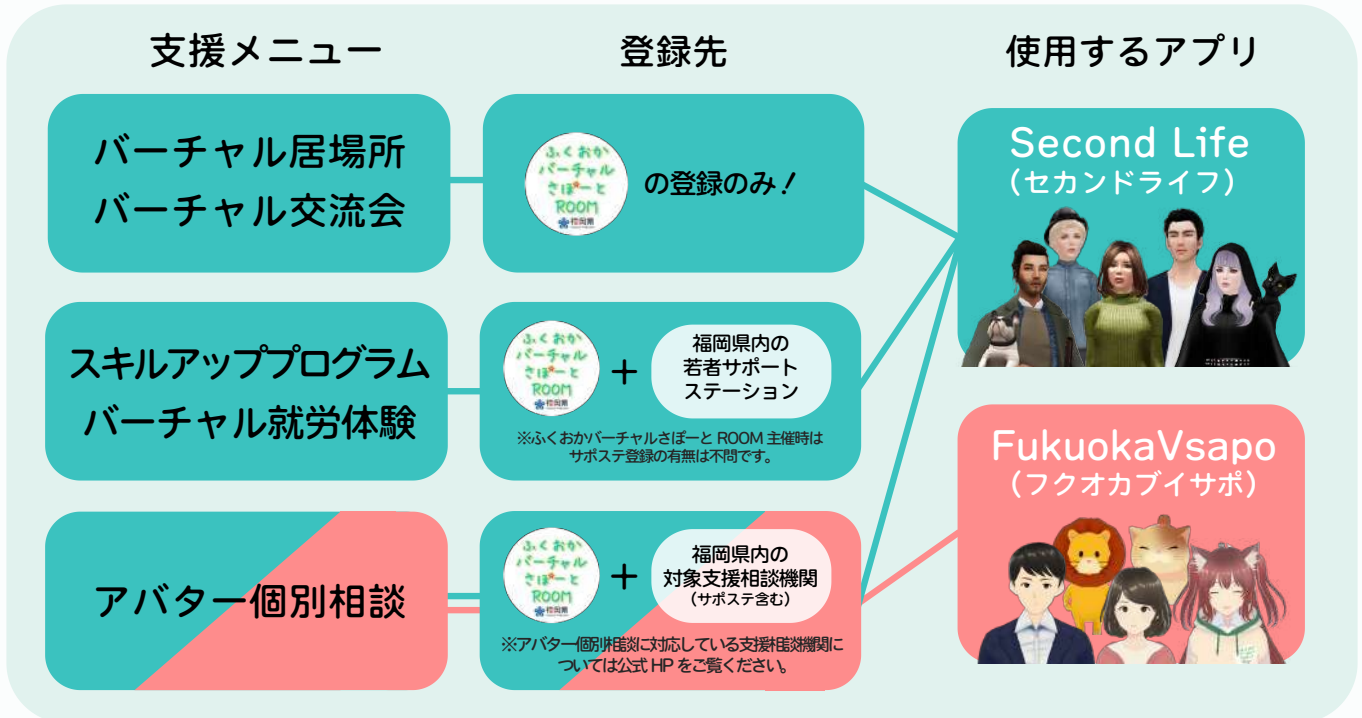 支援メニュー
登録先
使用するアプリ
バーチャル居場所
バーチャル交流会
ふくおか
バーチャル
さぽーと
ROOM
福岡県
の登録のみ!
Second Life
(セカンドライフ)
スキルアッププログラム
バーチャル就労体験
ふくおか
バーチャル
さぽーと
ROOM
福岡県
+
福岡県内の
若者サポート
ステーション
※ふくおかバーチャルさぽーと ROOM 主催時は
サポステ登録の有無は不問です。
FukuokaVsapo
(フクオカブイサポ)
アバター個別相談
ふくおか
バーチャル
さぽーと
ROOM
福岡県
+
福岡県内の
対象支援相談機関
(サポステ含む)
※アバター個別相談に対応している支援相談機関に
ついては公式 HP をご覧ください。